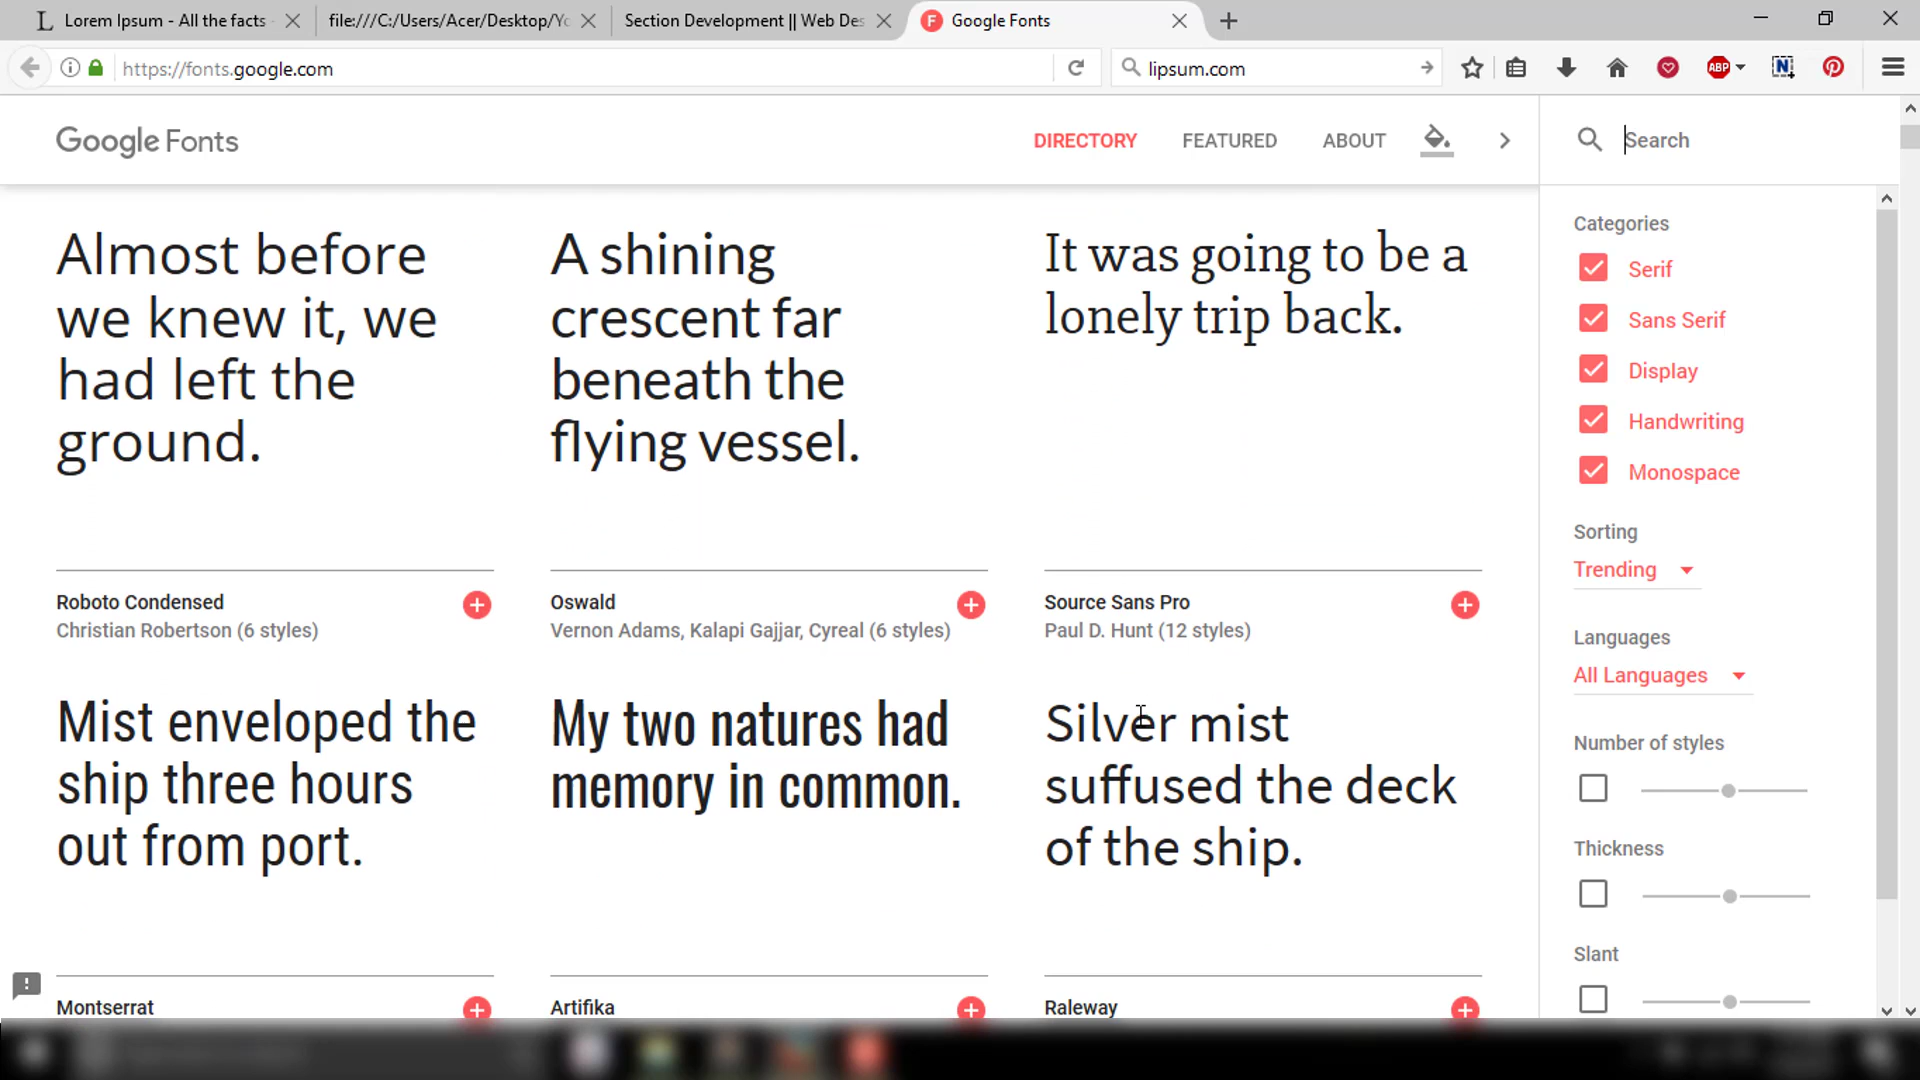 Lorem Ipsum - All the facts
file:///C:/Users/Acer/Desktop/Yo
Section Development || Web Des
Google Fonts
https://fonts.google.com
lipsum.com
ABP
N
Google Fonts
DIRECTORY
FEATURED
ABOUT
Search
Almost before
we knew it, we
had left the
ground.
A shining
crescent far
beneath the
flying vessel.
It was going to be a
lonely trip back.
Roboto Condensed
Christian Robertson (6 styles)
Oswald
Vernon Adams, Kalapi Gajjar, Cyreal (6 styles)
Source Sans Pro
Paul D. Hunt (12 styles)
Mist enveloped the
ship three hours
out from port.
My two natures had
memory in common.
Silver mist
suffused the deck
of the ship.
Montserrat
Artifika
Raleway
Categories
Serif
Sans Serif
Display
Handwriting
Monospace
Sorting
Trending
Languages
All Languages
Number of styles
Thickness
Slant